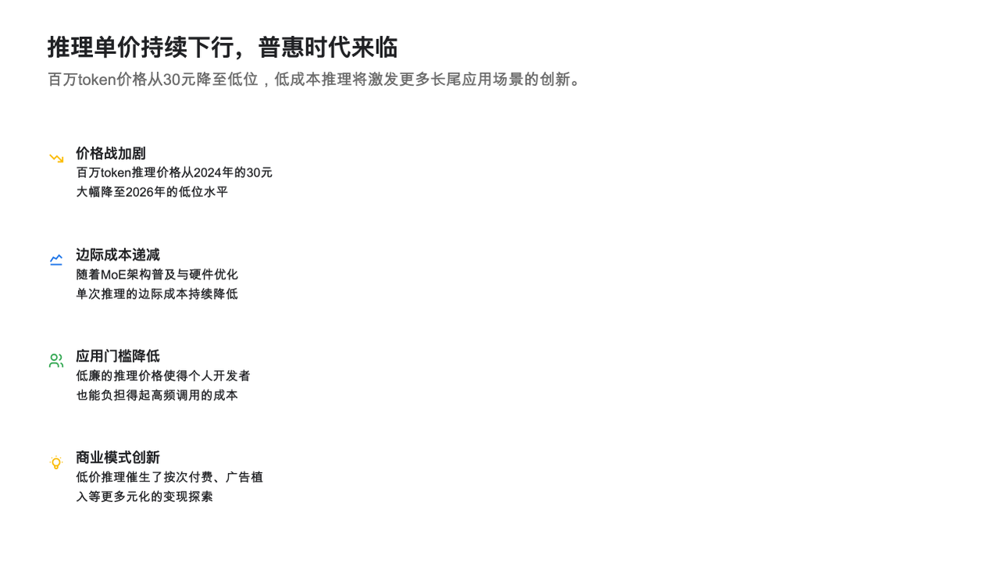 推理单价持续下行，普惠时代来临
百万token价格从30元降至低位，低成本推理将激发更多长尾应用场景的创新。
价格战加剧
百万token推理价格从2024年的30元
大幅降至2026年的低位水平
边际成本递减
随着MoE架构普及与硬件优化
单次推理的边际成本持续降低
应用门槛降低
低廉的推理价格使得个人开发者
也能负担得起高频调用的成本
商业模式创新
低价推理催生了按次付费、广告植
入等更多元化的变现探索